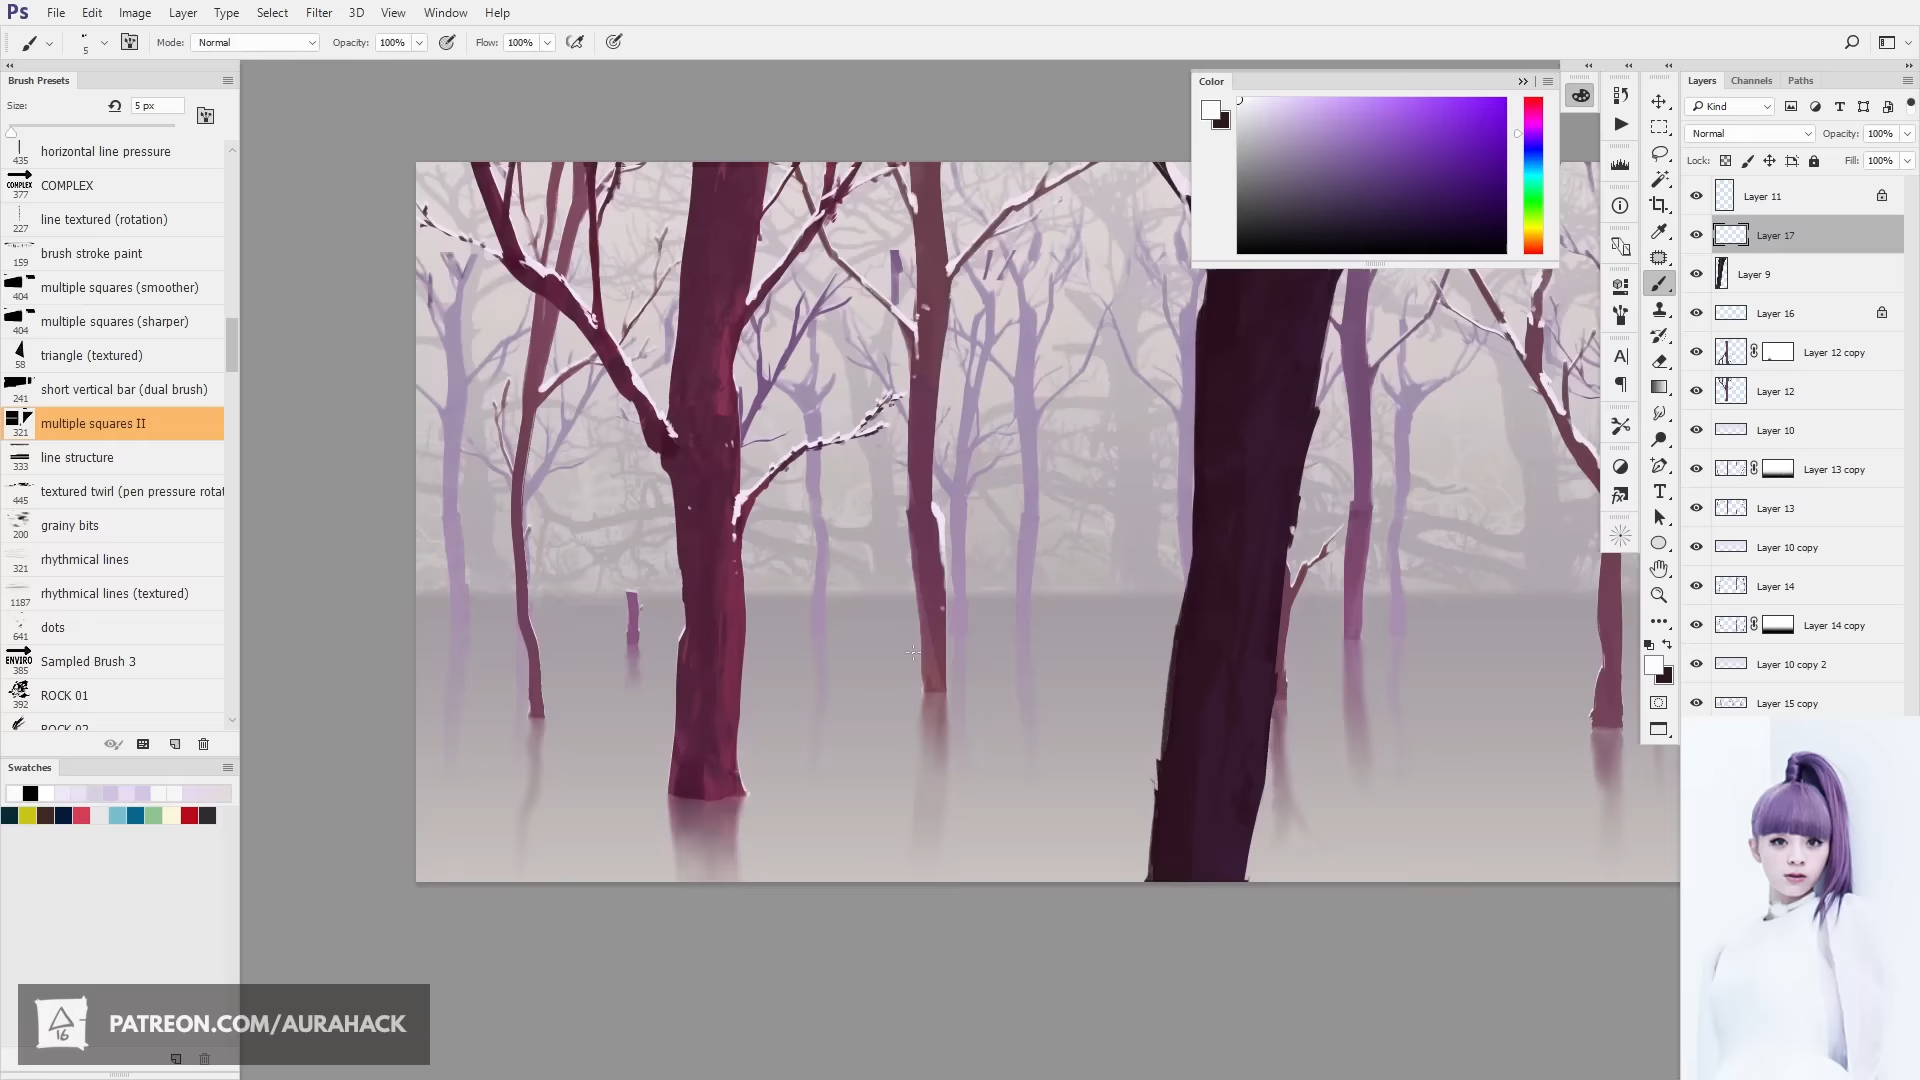 Ps File Edit Image Layer Type Select Filter 3D View Window Help
5 Mode: Normal Opacity: 100% Flow: 100%
Brush Presets
Size: 5 px
435 horizontal line pressure
COMPLEX 377 COMPLEX
227 line textured (rotation)
159 brush stroke paint
404 multiple squares (smoother)
404 multiple squares (sharper)
58 triangle (textured)
241 short vertical bar (dual brush)
321 multiple squares II
333 line structure
445 textured twirl (pen pressure rotat
200 grainy bits
321 rhythmical lines
1187 rhythmical lines (textured)
641 dots
ENVIRO 385 Sampled Brush 3
392 ROCK 01
ROCK 02
Swatches
Color
Layers Channels Paths
Kind
Normal Opacity: 100%
Lock: Fill: 100%
Layer 11
Layer 17
Layer 9
Layer 16
Layer 12 copy
Layer 12
Layer 10
Layer 13 copy
Layer 13
Layer 10 copy
Layer 14
Layer 14 copy
Layer 10 copy 2
Layer 15 copy
16 PATREON.COM/AURAHACK